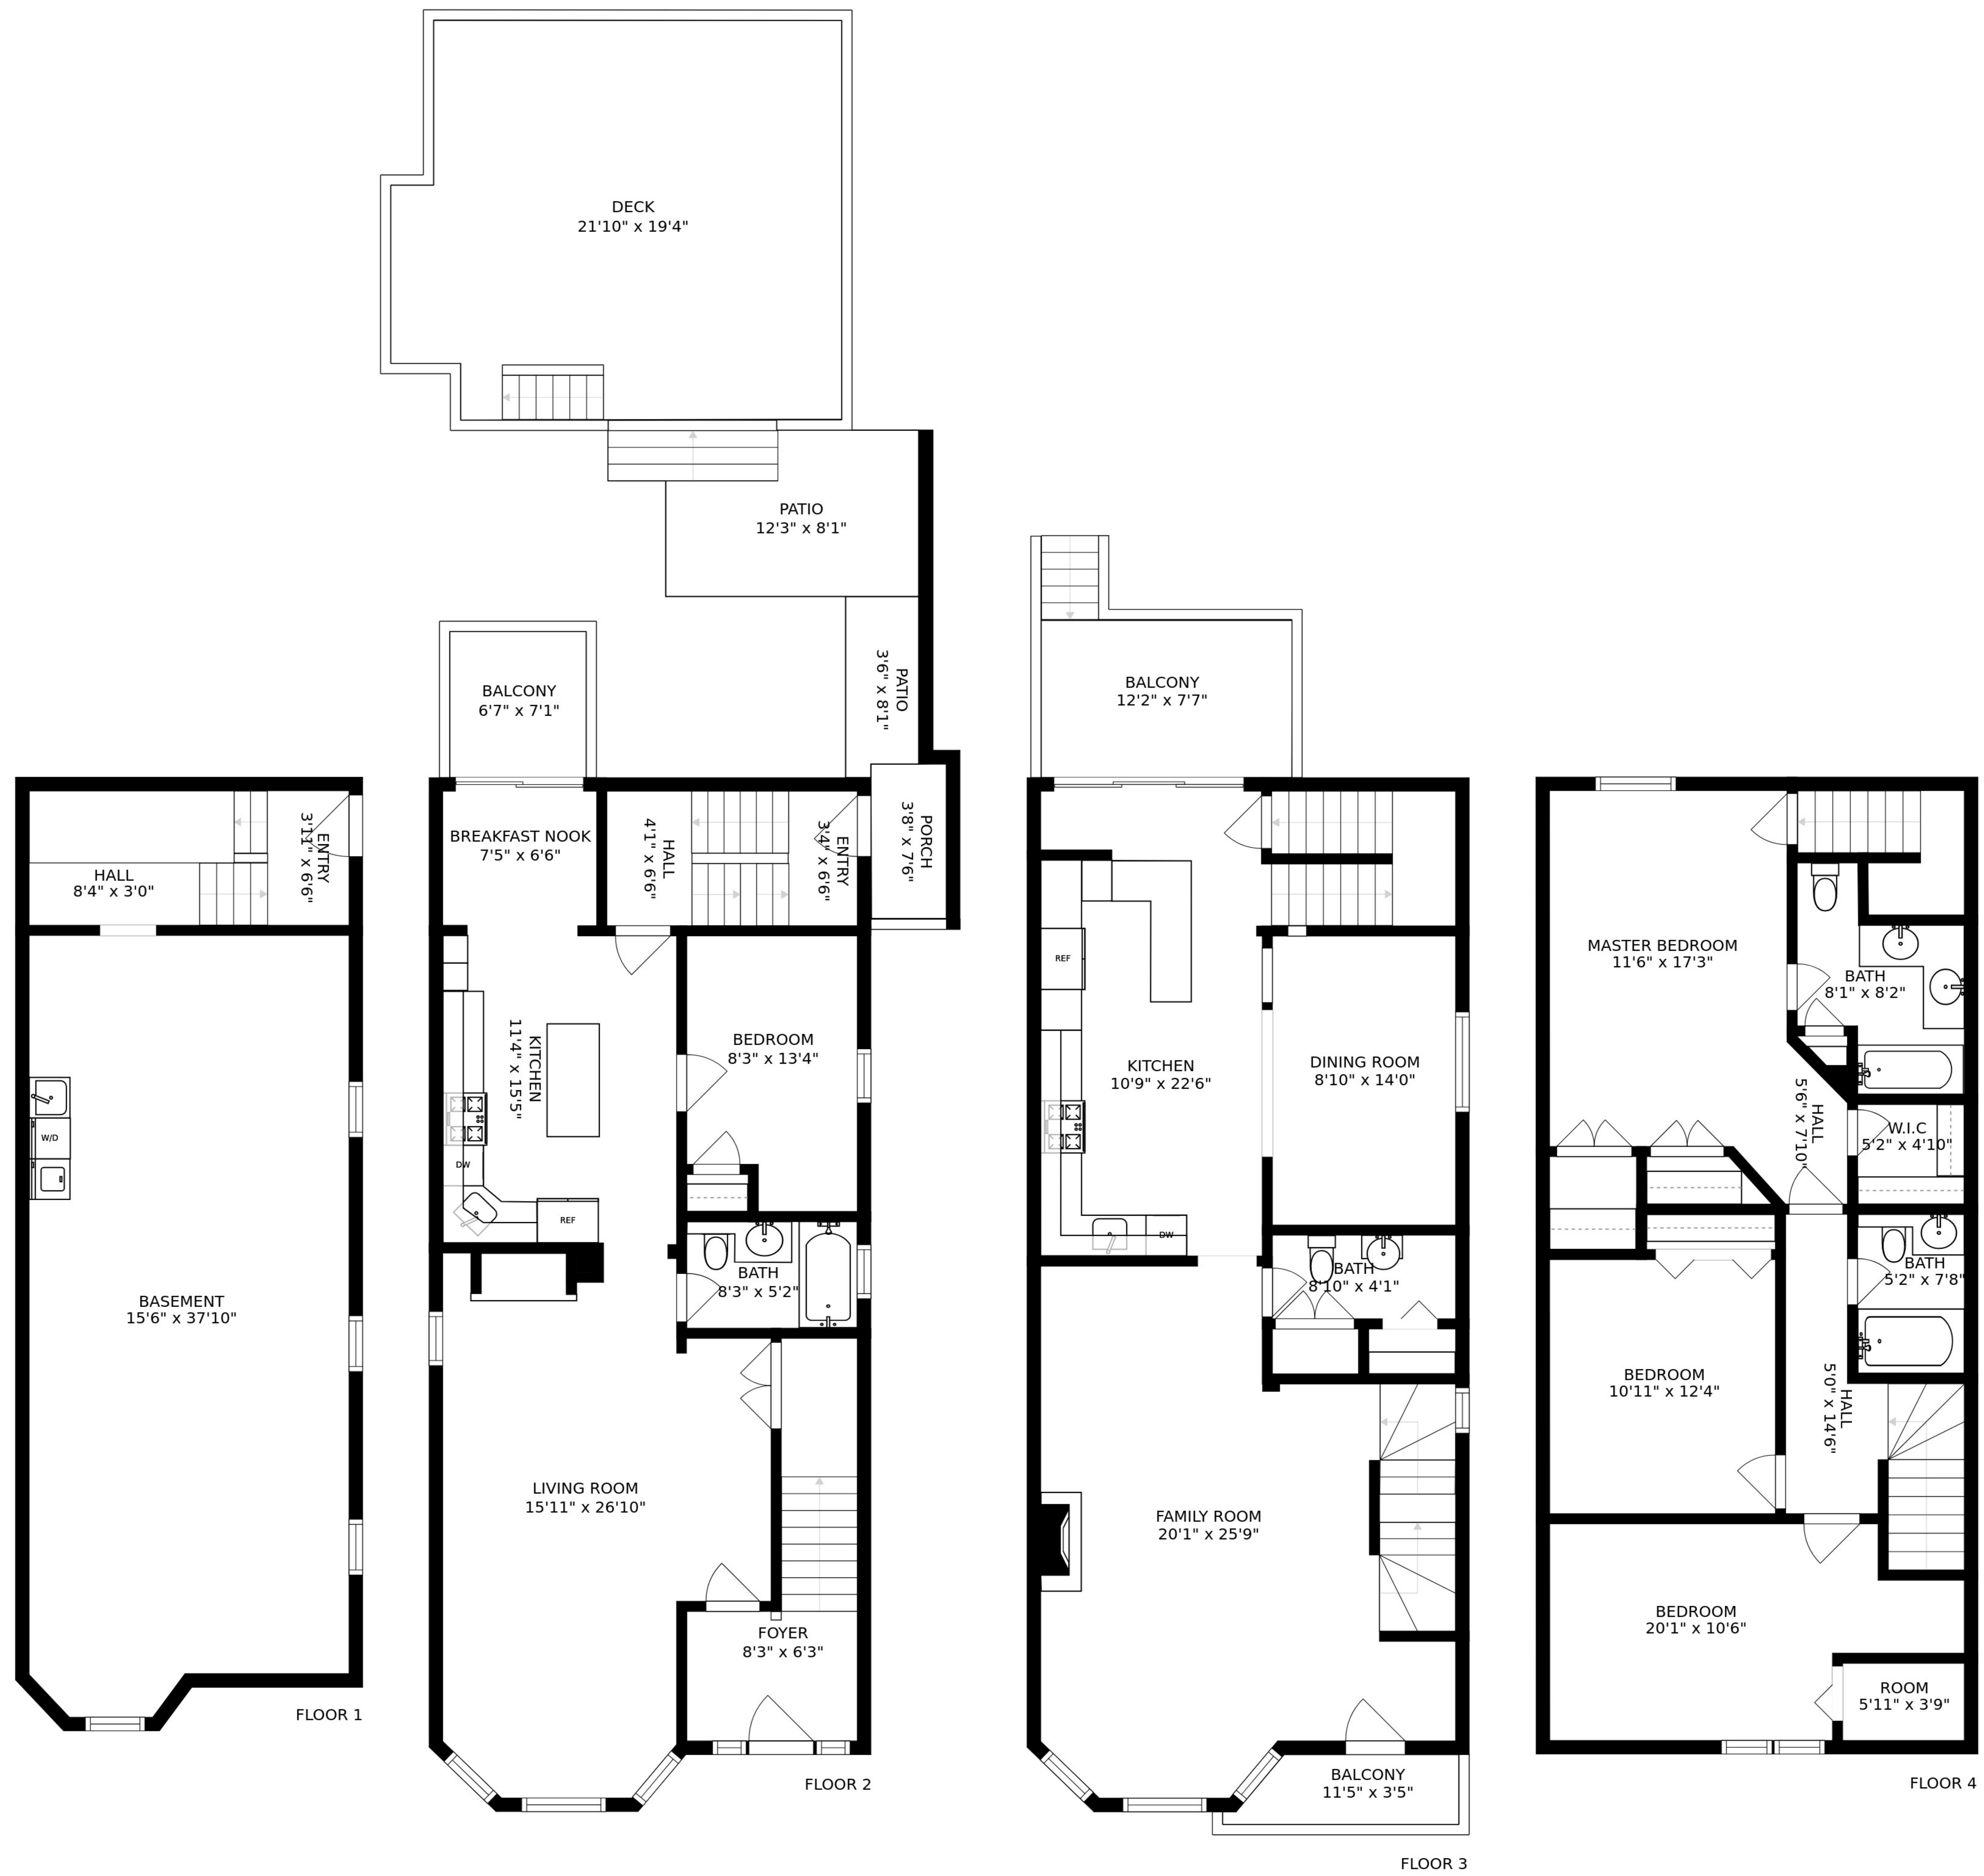 ENTRY
3'11" x 6'6"
HALL
8'4" x 3'0"
W/D
BASEMENT
15'6" x 37'10"
FLOOR 1
DECK
21'10" x 19'4"
PATIO
12'3" x 8'1"
PATIO
3'6" x 8'1"
BALCONY
6'7" x 7'1"
BREAKFAST NOOK
7'5" x 6'6"
HALL
4'1" x 6'6"
ENTRY
3'4" x 6'6"
PORCH
3'8" x 7'6"
KITCHEN
11'4" x 15'5"
DW
REF
BEDROOM
8'3" x 13'4"
BATH
8'3" x 5'2"
LIVING ROOM
15'11" x 26'10"
FOYER
8'3" x 6'3"
FLOOR 2
BALCONY
12'2" x 7'7"
REF
KITCHEN
10'9" x 22'6"
DW
DINING ROOM
8'10" x 14'0"
BATH
8'10" x 4'1"
FAMILY ROOM
20'1" x 25'9"
BALCONY
11'5" x 3'5"
FLOOR 3
MASTER BEDROOM
11'6" x 17'3"
BATH
8'1" x 8'2"
HALL
5'6" x 7'10"
W.I.C
5'2" x 4'10"
BATH
5'2" x 7'8"
BEDROOM
10'11" x 12'4"
HALL
5'0" x 14'6"
BEDROOM
20'1" x 10'6"
ROOM
5'11" x 3'9"
FLOOR 4